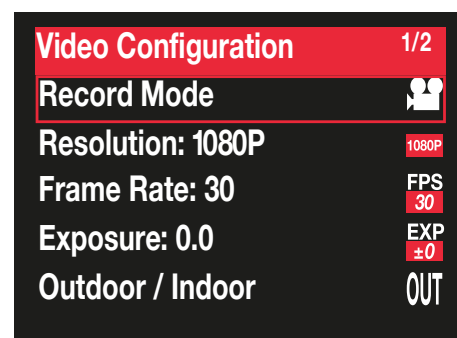 Video Configuration 1/2
Record Mode
Resolution: 1080P 1080P
Frame Rate: 30 FPS 30
Exposure: 0.0 EXP ±0
Outdoor / Indoor OUT